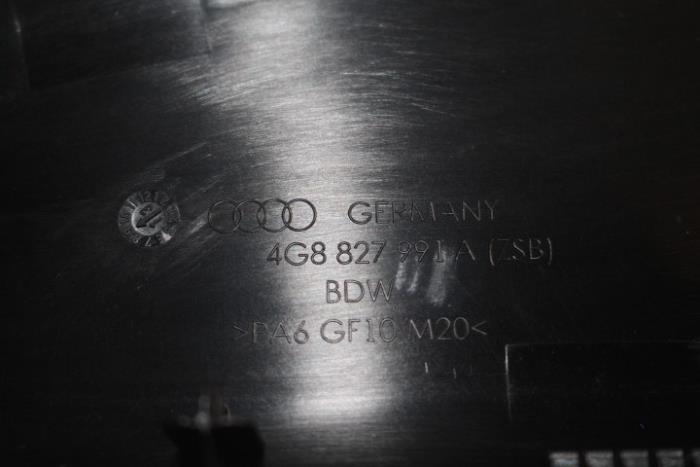 GERMANY
4G8 827 991 A (ZSB)
BDW
>PA6 GF10 M20<